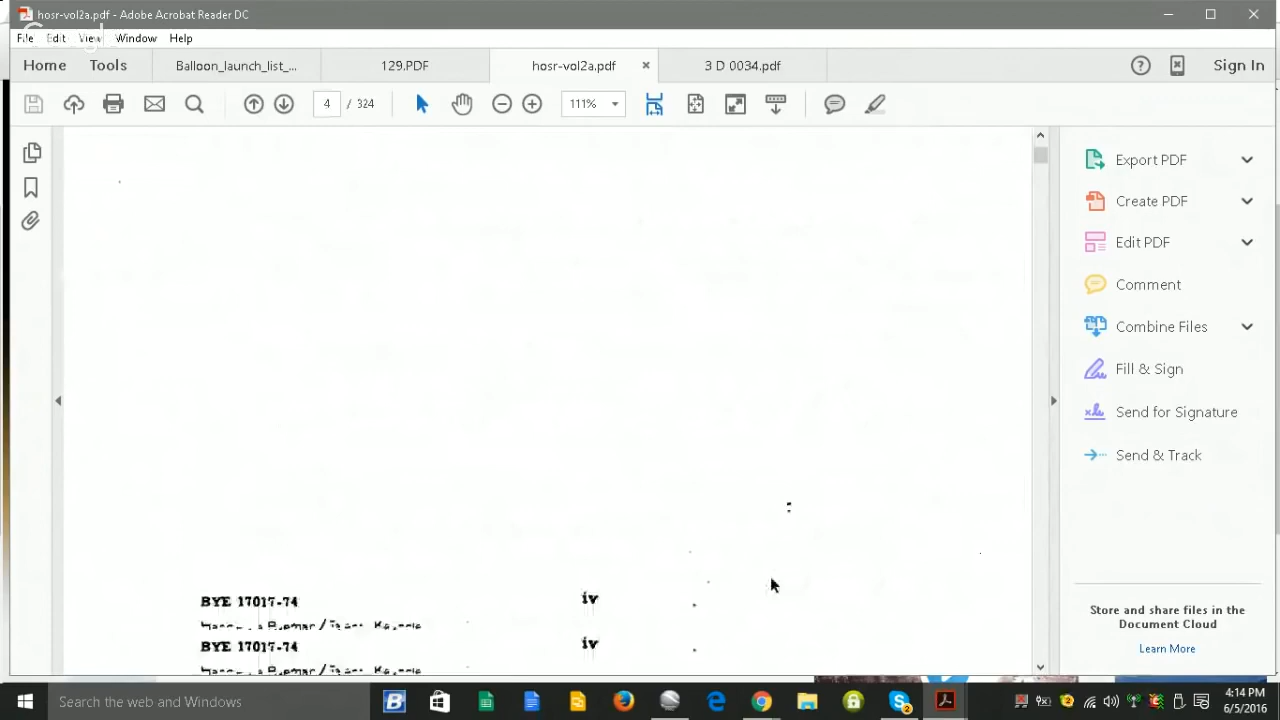 hosr-vol2a.pdf - Adobe Acrobat Reader DC
Google
File Edit View Window Help
Home Tools Balloon_launch_list_... 129.PDF hosr-vol2a.pdf × 3 D 0034.pdf Sign In
4 / 324 111%
Export PDF
Create PDF
Edit PDF
Comment
Combine Files
Fill & Sign
Send for Signature
Send & Track
BYE 17017-74 iv
BYE 17017-74 iv
Store and share files in the
Document Cloud
Learn More
Search the web and Windows
4:14 PM
6/5/2016